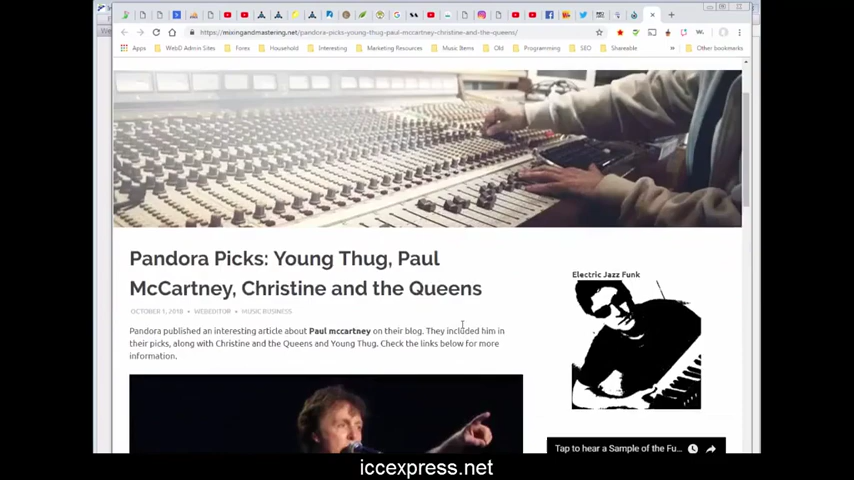 https://mixingandmastering.net/pandora-picks-young-thug-paul-mccartney-christine-and-the-queens/
Apps WebD Admin Sites Forex Household Interesting Marketing Resources Music Items Old Programming SEO Shareable » Other bookmarks
Pandora Picks: Young Thug, Paul
McCartney, Christine and the Queens
OCTOBER 1, 2018 • WEBEDITOR • MUSIC BUSINESS
Pandora published an interesting article about Paul mccartney on their blog. They included him in
their picks, along with Christine and the Queens and Young Thug. Check the links below for more
information.
Electric Jazz Funk
Tap to hear a Sample of the Fu...
iccexpress.net